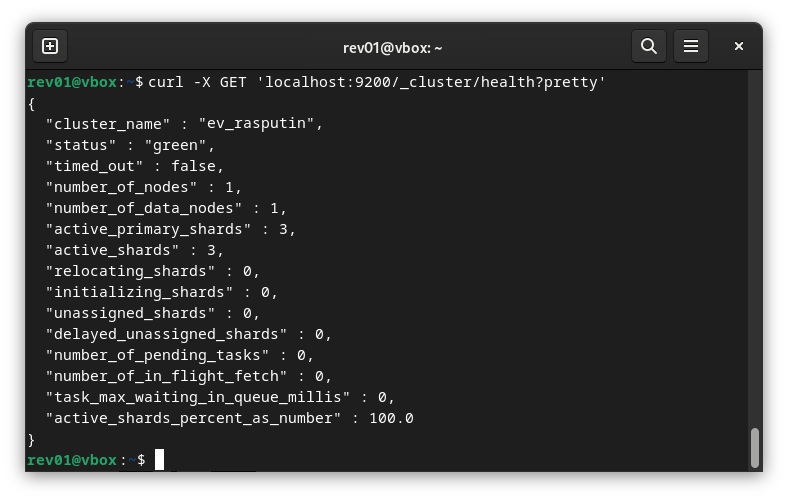 rev01@vbox: ~
rev01@vbox:~$ curl -X GET 'localhost:9200/_cluster/health?pretty'
{
  "cluster_name" : "ev_rasputin",
  "status" : "green",
  "timed_out" : false,
  "number_of_nodes" : 1,
  "number_of_data_nodes" : 1,
  "active_primary_shards" : 3,
  "active_shards" : 3,
  "relocating_shards" : 0,
  "initializing_shards" : 0,
  "unassigned_shards" : 0,
  "delayed_unassigned_shards" : 0,
  "number_of_pending_tasks" : 0,
  "number_of_in_flight_fetch" : 0,
  "task_max_waiting_in_queue_millis" : 0,
  "active_shards_percent_as_number" : 100.0
}
rev01@vbox:~$